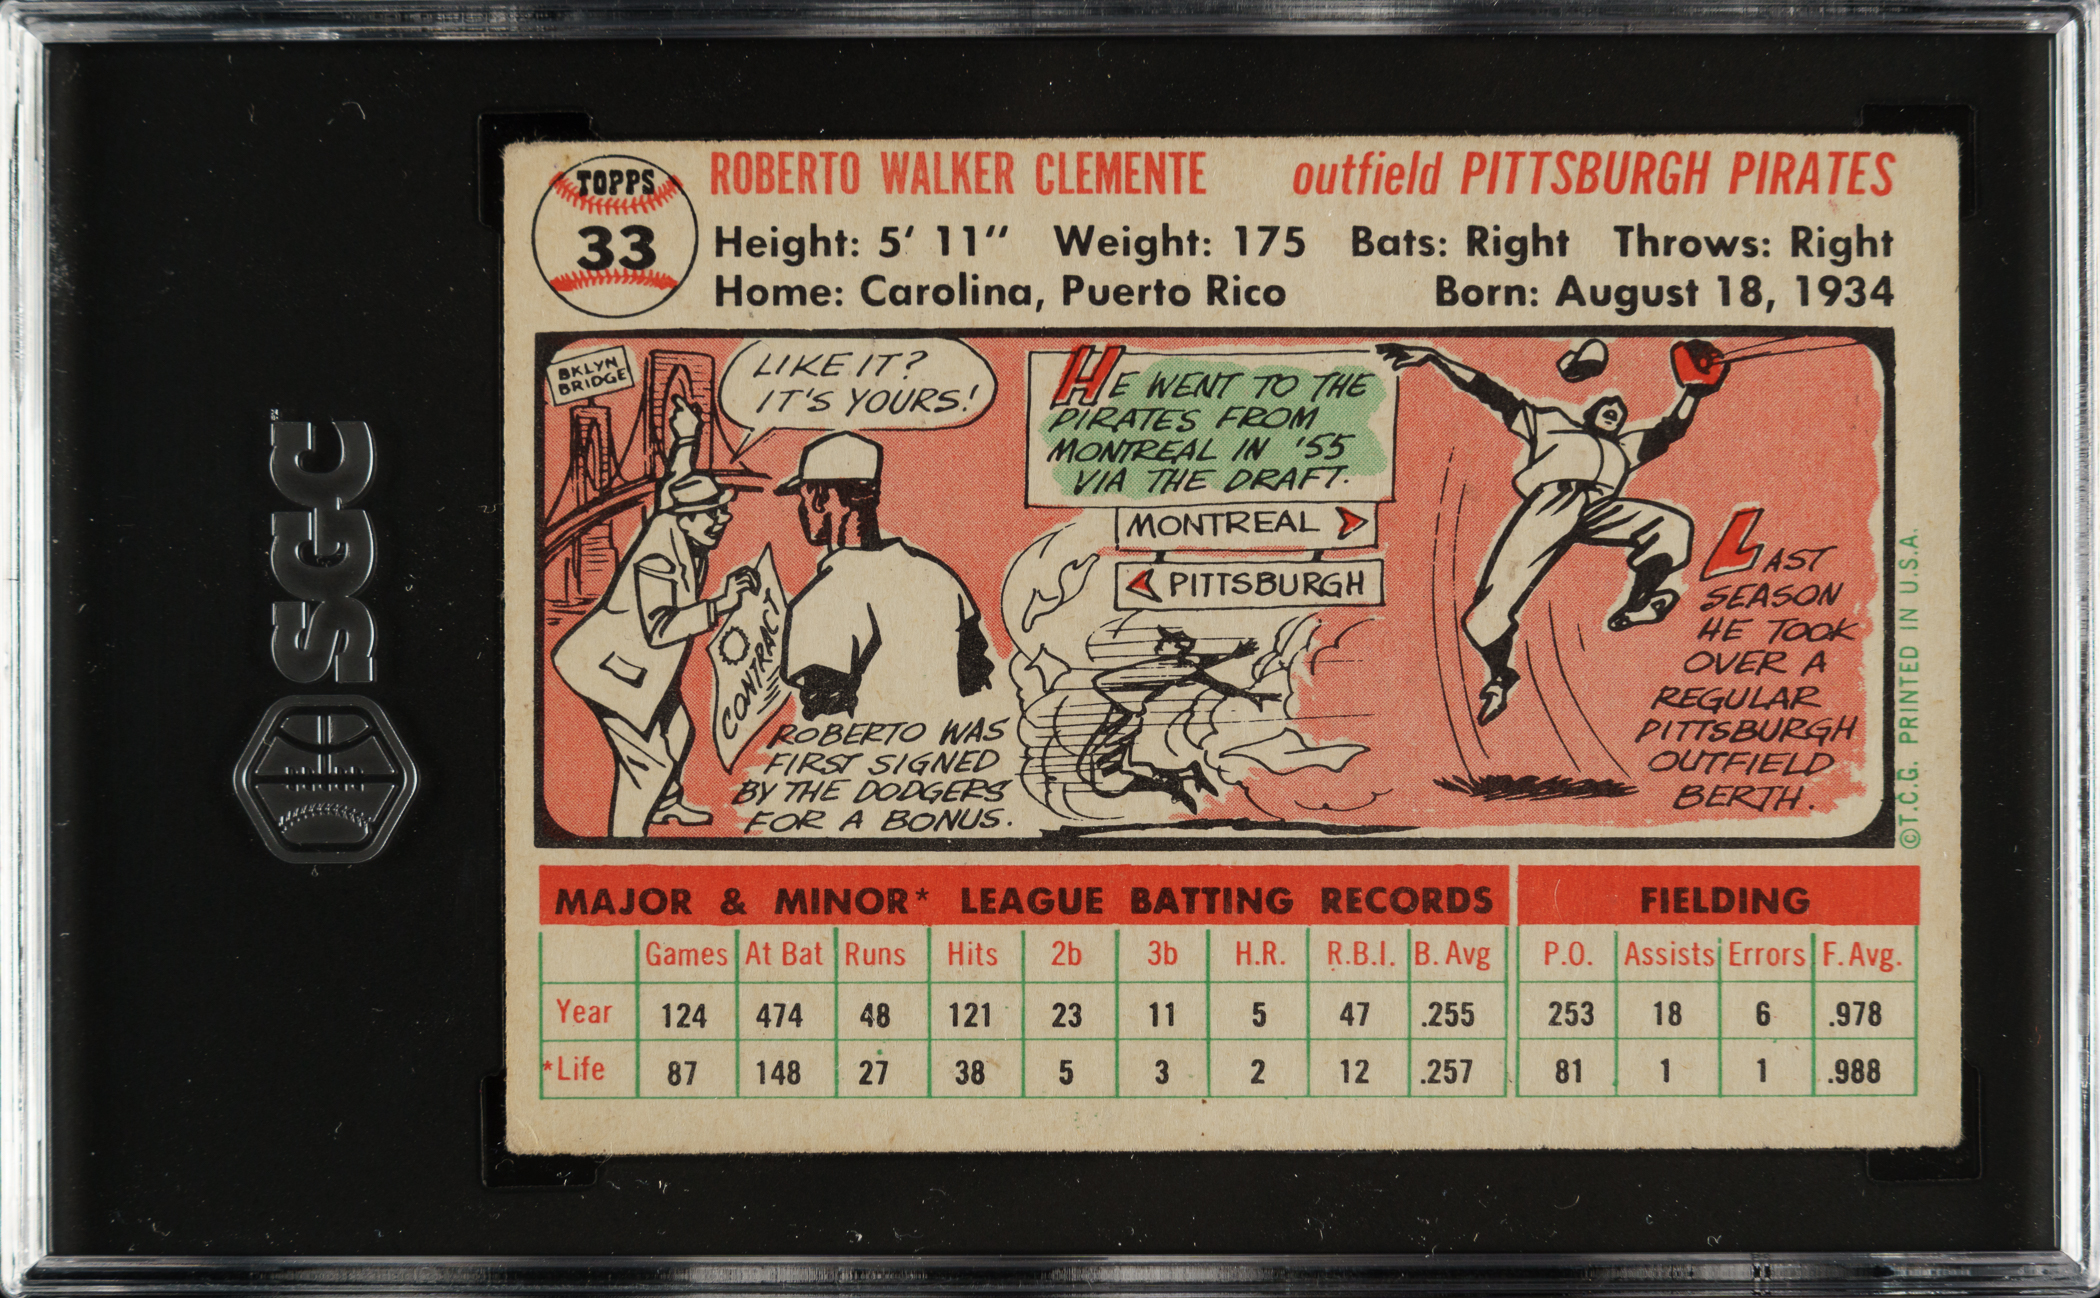 SGC
TOPPS
33
ROBERTO WALKER CLEMENTE outfield PITTSBURGH PIRATES
Height: 5' 11" Weight: 175 Bats: Right Throws: Right
Home: Carolina, Puerto Rico Born: August 18, 1934
BKLYN
BRIDGE
LIKE IT?
IT'S YOURS!
CONTRACT
ROBERTO WAS
FIRST SIGNED
BY THE DODGERS
FOR A BONUS.
HE WENT TO THE
PIRATES FROM
MONTREAL IN '55
VIA THE DRAFT.
MONTREAL
PITTSBURGH
LAST
SEASON
HE TOOK
OVER A
REGULAR
PITTSBURGH
OUTFIELD
BERTH.
©T.C.G. PRINTED IN U.S.A.
MAJOR & MINOR* LEAGUE BATTING RECORDS FIELDING
Games At Bat Runs Hits 2b 3b H.R. R.B.I. B. Avg P.O. Assists Errors F. Avg.
Year 124 474 48 121 23 11 5 47 .255 253 18 6 .978
*Life 87 148 27 38 5 3 2 12 .257 81 1 1 .988